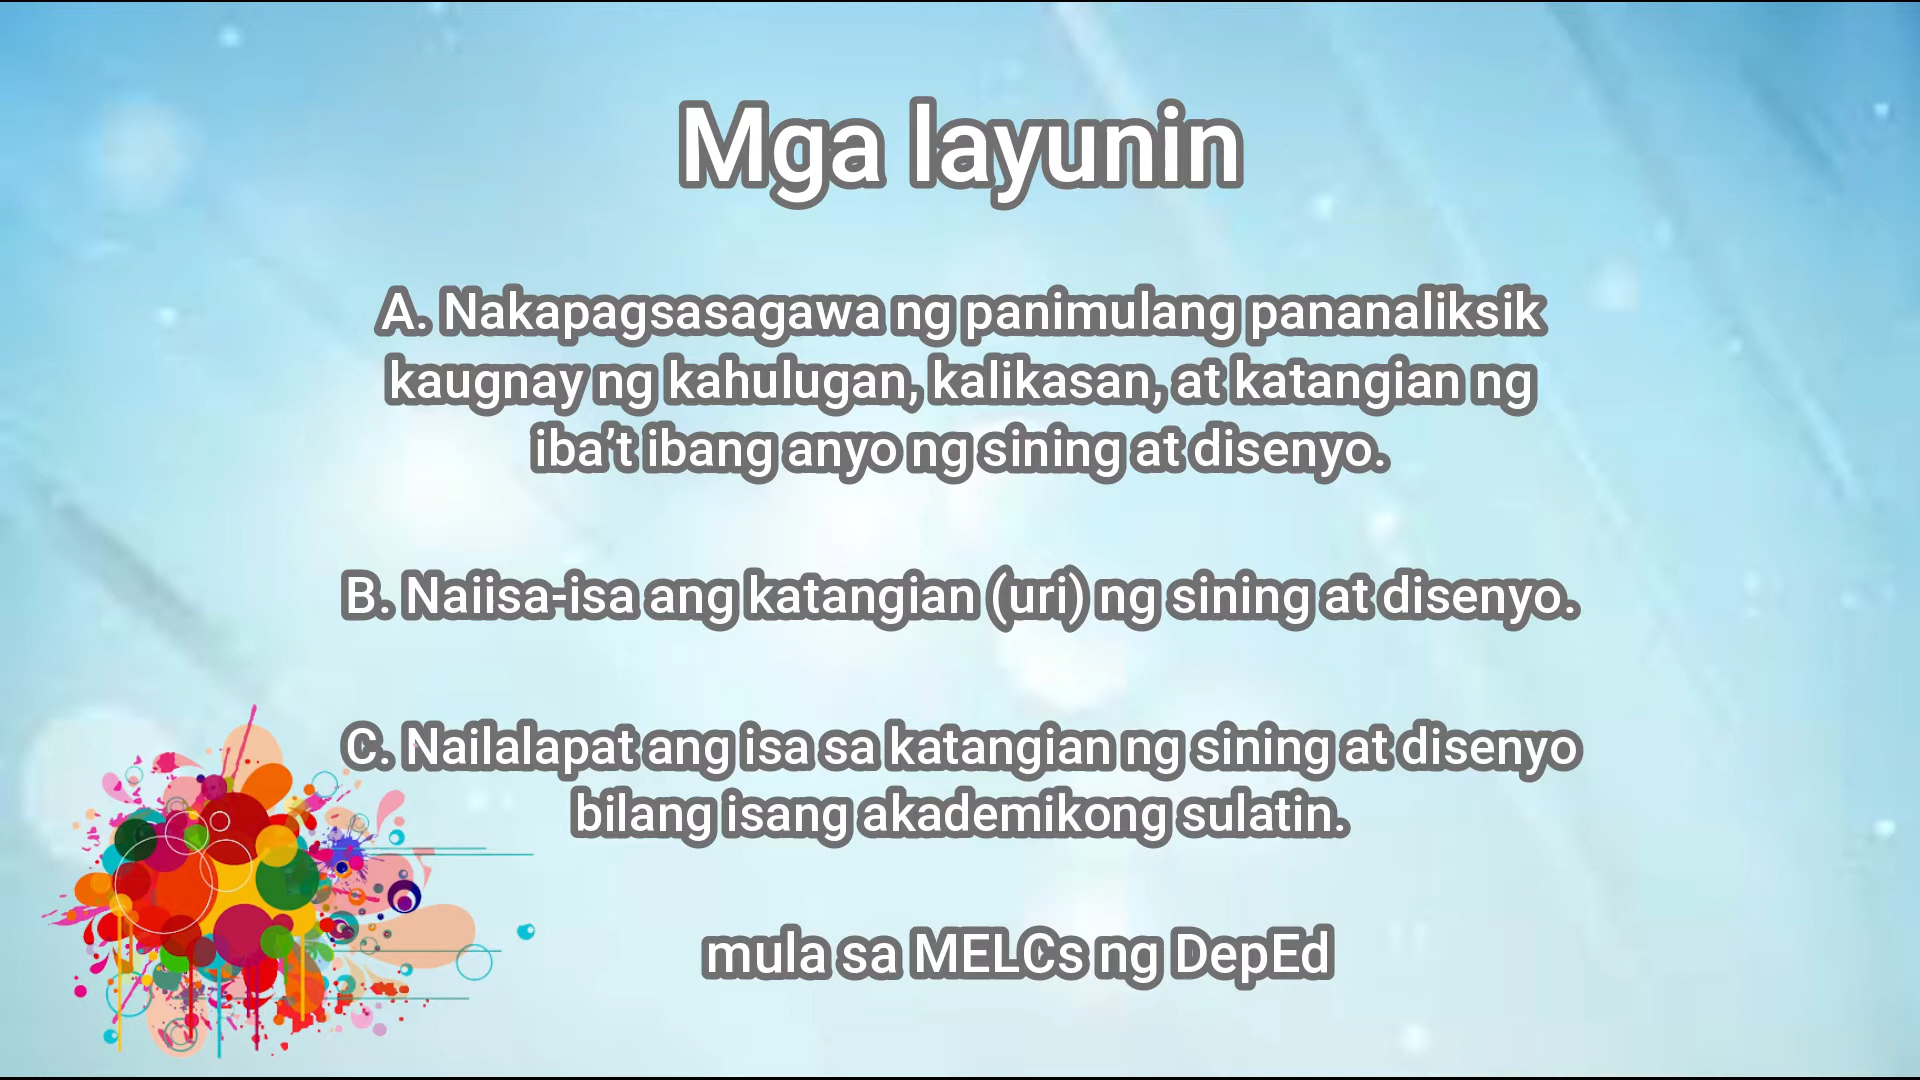 Mga layunin
A. Nakapagsasagawa ng panimulang pananaliksik
kaugnay ng kahulugan, kalikasan, at katangian ng
iba’t ibang anyo ng sining at disenyo.
B. Naiisa-isa ang katangian (uri) ng sining at disenyo.
C. Nailalapat ang isa sa katangian ng sining at disenyo
bilang isang akademikong sulatin.
mula sa MELCs ng DepEd